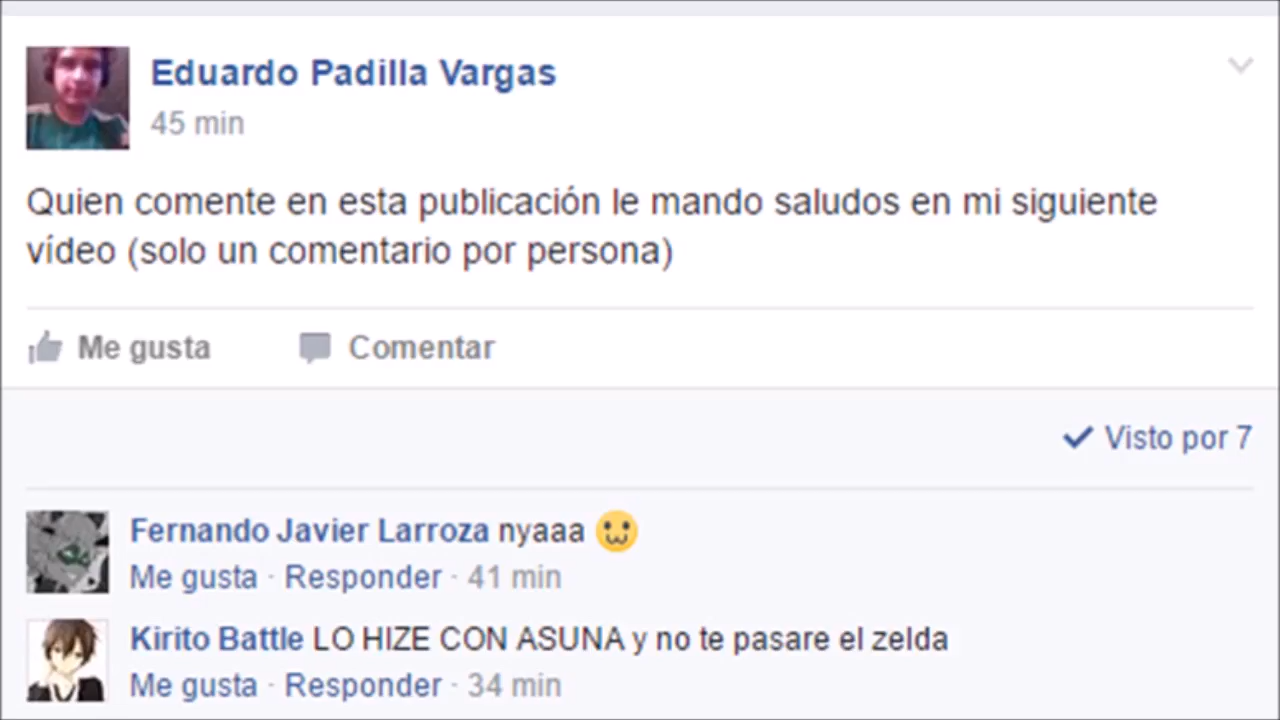 Eduardo Padilla Vargas
45 min
Quien comente en esta publicación le mando saludos en mi siguiente
vídeo (solo un comentario por persona)
Me gusta Comentar
Visto por 7
Fernando Javier Larroza nyaaa
Me gusta · Responder · 41 min
Kirito Battle LO HIZE CON ASUNA y no te pasare el zelda
Me gusta · Responder · 34 min